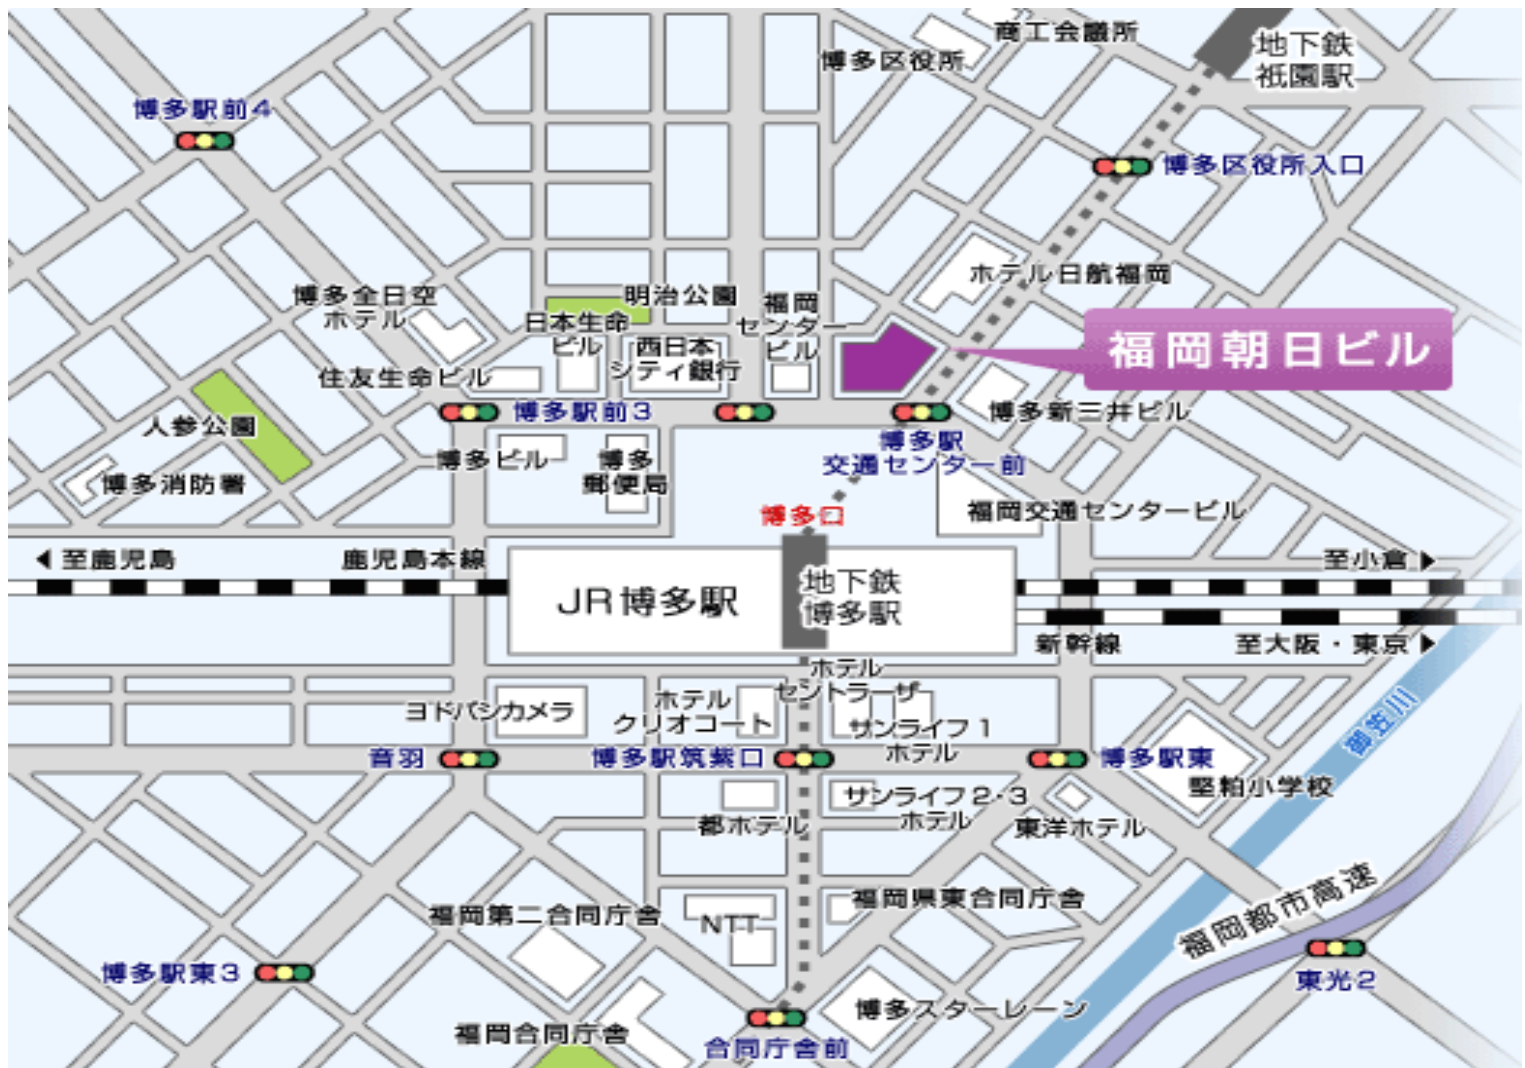 商工会議所
博多区役所
地下鉄
祇園駅
博多駅前4
博多区役所入口
ホテル日航福岡
博多全日空
ホテル
明治公園
福岡
センター
ビル
日本生命
ビル
西日本
シティ銀行
福岡朝日ビル
住友生命ビル
博多駅前3
博多新三井ビル
人参公園
博多駅
交通センター前
博多ビル
博多
郵便局
博多消防署
博多口
福岡交通センタービル
至鹿児島
鹿児島本線
至小倉
JR博多駅
地下鉄
博多駅
新幹線
至大阪・東京
ホテル
セントラーザ
ヨドバシカメラ
ホテル
クリオコート
サンライフ1
ホテル
御笠川
音羽
博多駅筑紫口
博多駅東
堅粕小学校
サンライフ2・3
ホテル
都ホテル
東洋ホテル
福岡都市高速
福岡県東合同庁舎
福岡第二合同庁舎
NTT
博多駅東3
東光2
博多スターレーン
福岡合同庁舎
合同庁舎前